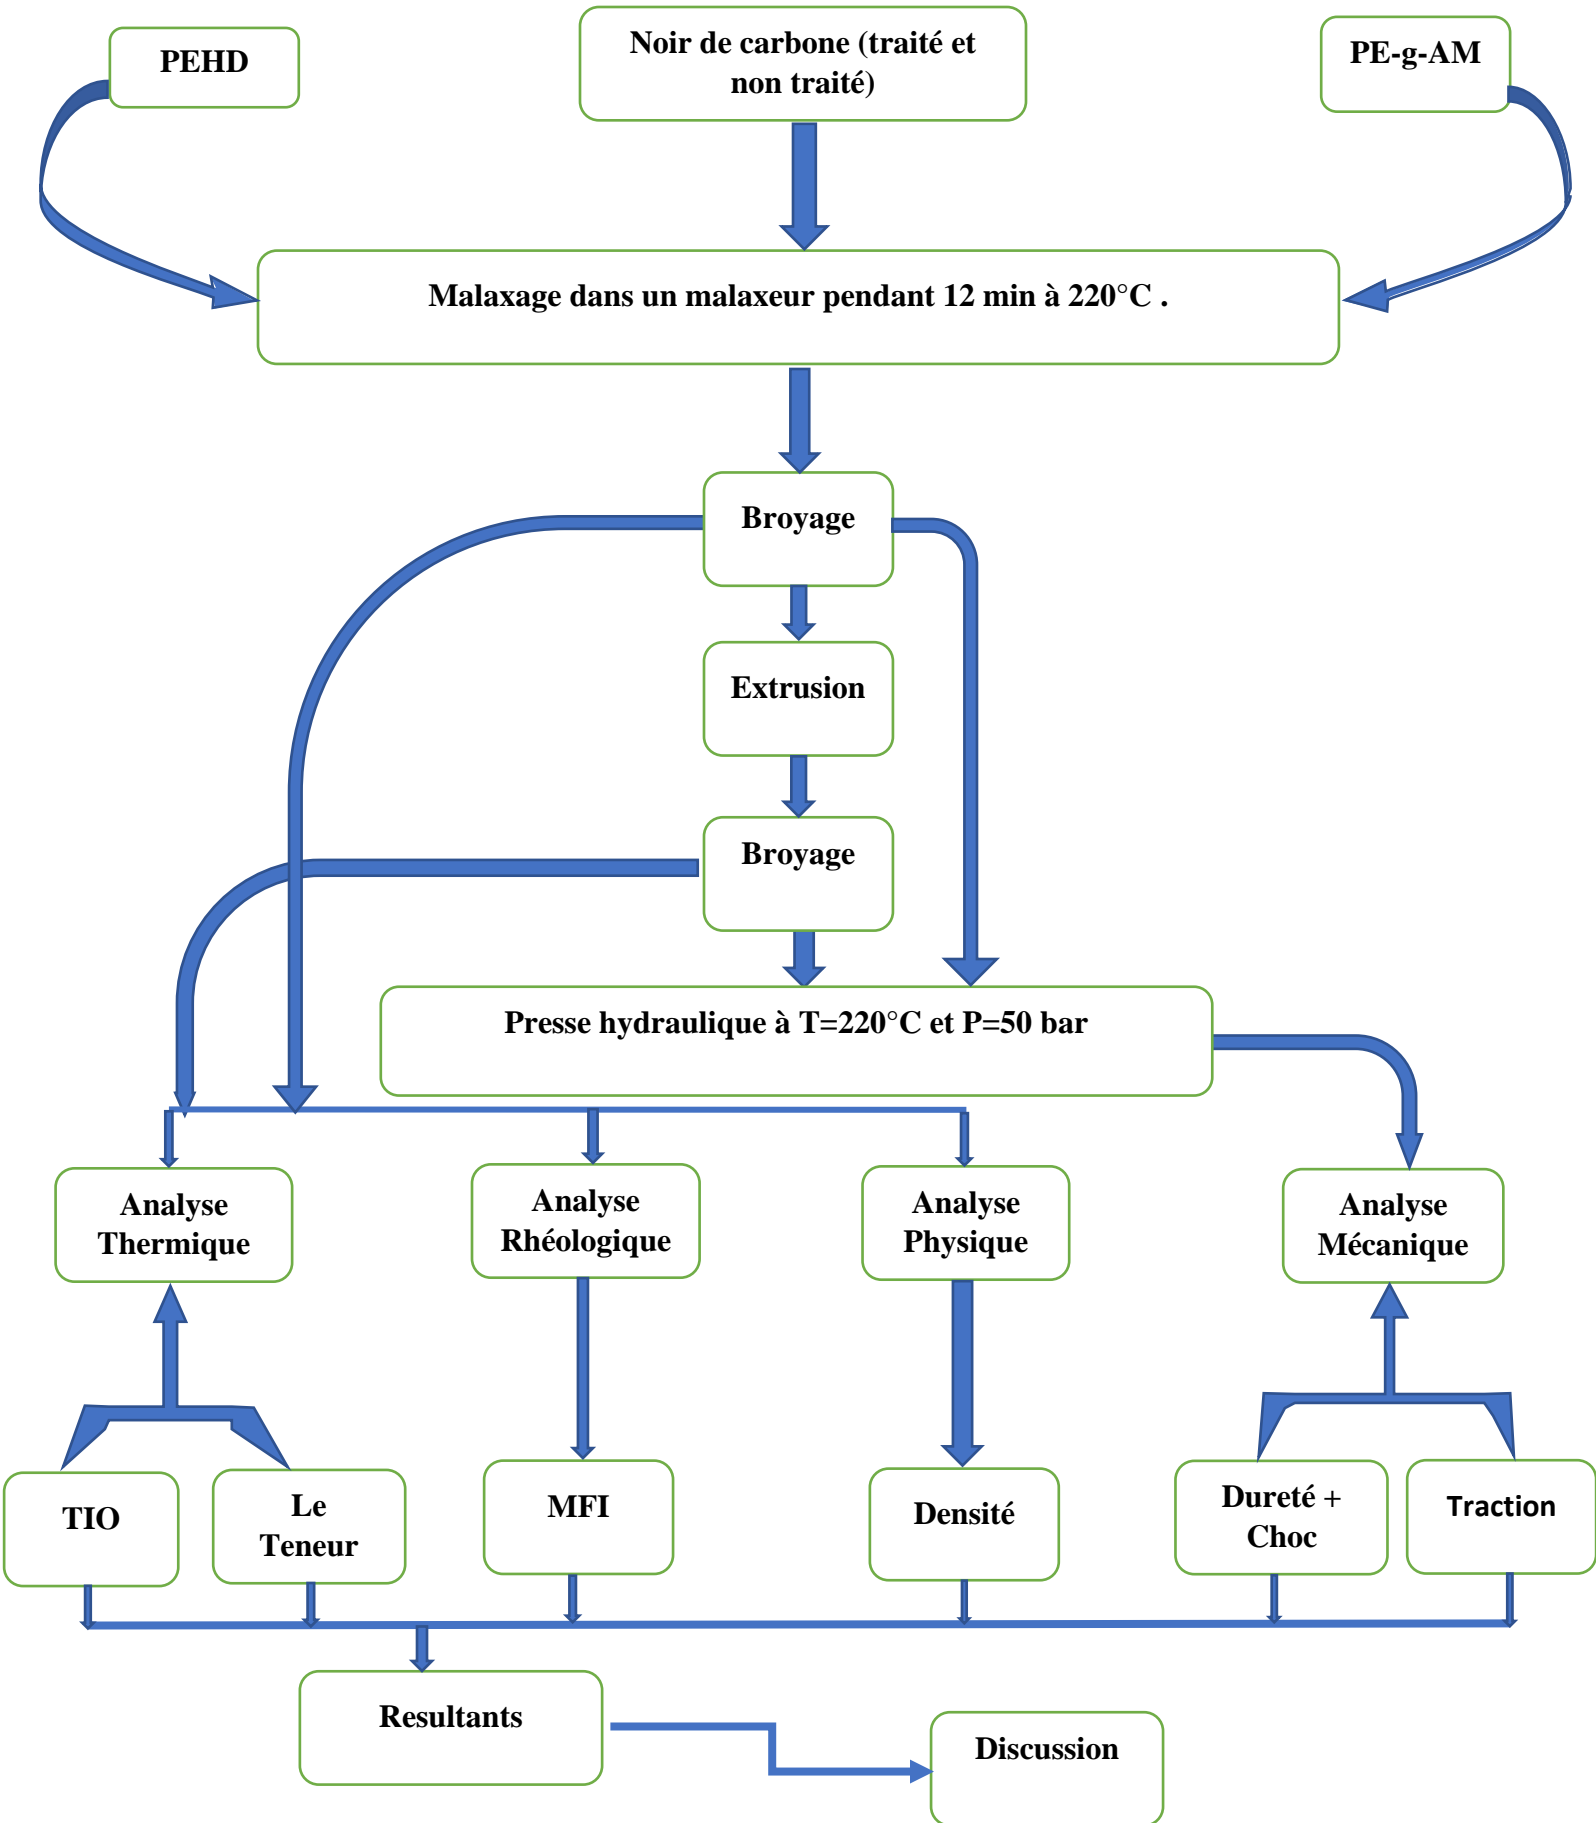 PEHD
Noir de carbone (traité et
non traité)
PE-g-AM
Malaxage dans un malaxeur pendant 12 min à 220°C .
Broyage
Extrusion
Broyage
Presse hydraulique à T=220°C et P=50 bar
Analyse
Thermique
Analyse
Rhéologique
Analyse
Physique
Analyse
Mécanique
TIO
Le
Teneur
MFI
Densité
Dureté +
Choc
Traction
Resultants
Discussion